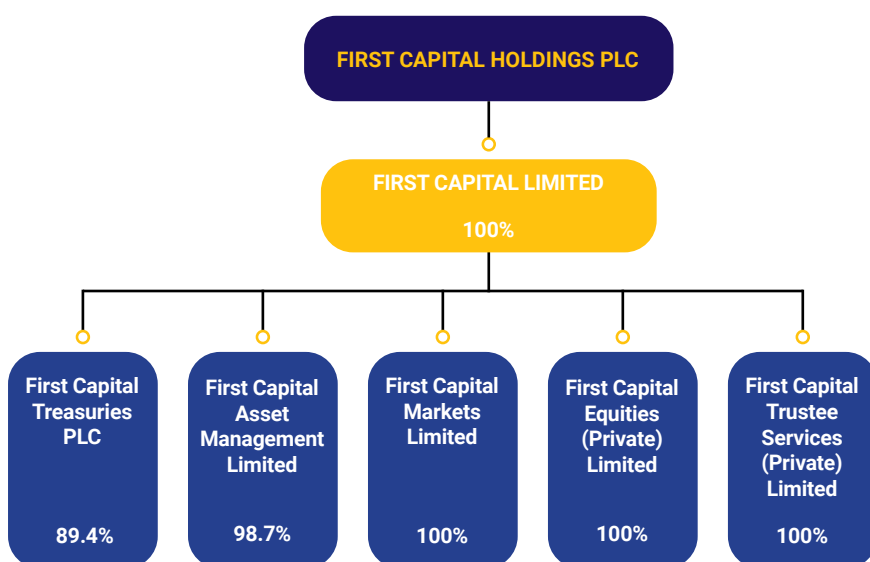 FIRST CAPITAL HOLDINGS PLC
FIRST CAPITAL LIMITED
100%
First Capital
Treasuries
PLC
89.4%
First Capital
Asset
Management
Limited
98.7%
First Capital
Markets
Limited
100%
First Capital
Equities
(Private)
Limited
100%
First Capital
Trustee
Services
(Private)
Limited
100%